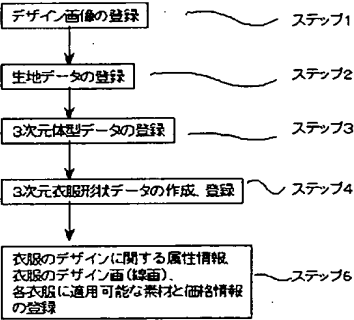 デザイン画像の登録
ステップ1
生地データの登録
ステップ2
3次元体型データの登録
ステップ3
3次元衣服形状データの作成、登録
ステップ4
衣服のデザインに関する属性情報、
衣服のデザイン画(線画)、
各衣服に適用可能な素材と価格情報
の登録
ステップ6